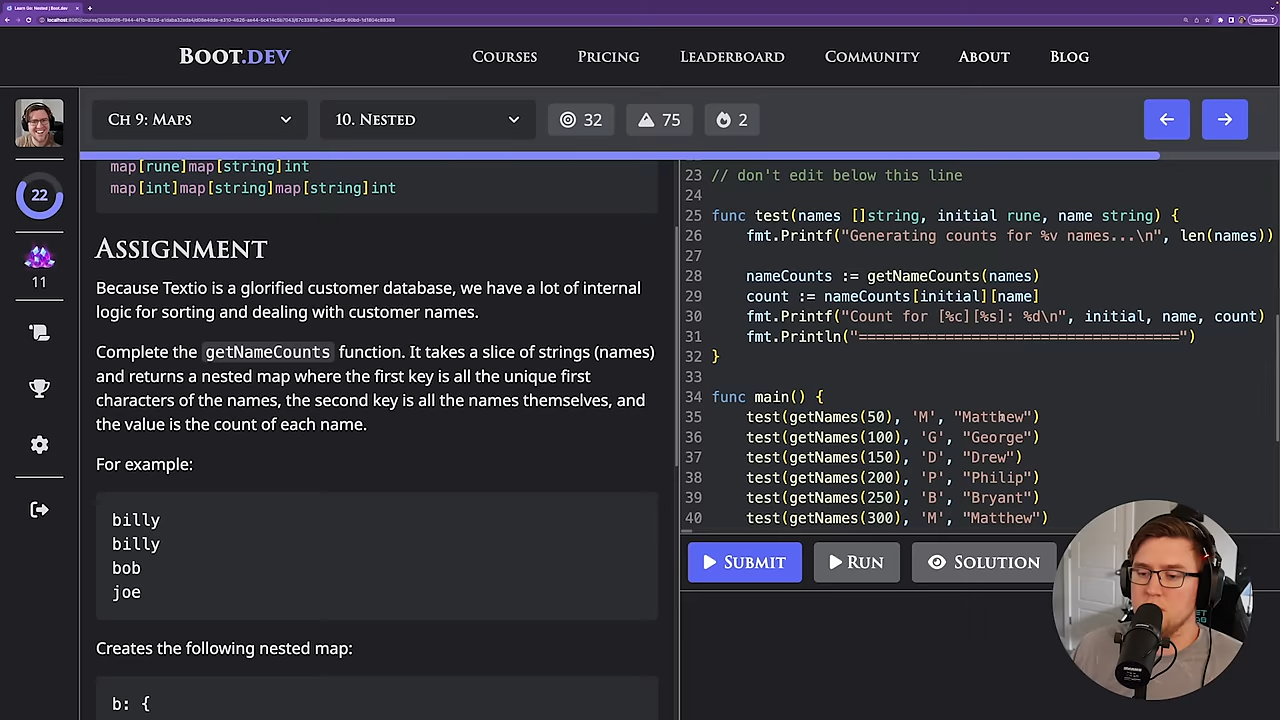 Learn Go: Nested | Boot.dev
Update
BOOT.DEV
COURSES
PRICING
LEADERBOARD
COMMUNITY
ABOUT
BLOG
CH 9: MAPS
10. NESTED
32
75
2
22
11
map[rune]map[string]int
map[int]map[string]map[string]int
ASSIGNMENT
Because Textio is a glorified customer database, we have a lot of internal
logic for sorting and dealing with customer names.
Complete the getNameCounts function. It takes a slice of strings (names)
and returns a nested map where the first key is all the unique first
characters of the names, the second key is all the names themselves, and
the value is the count of each name.
For example:
billy
billy
bob
joe
Creates the following nested map:
b: {
23 // don't edit below this line
24
25 func test(names []string, initial rune, name string) {
26     fmt.Printf("Generating counts for %v names...\n", len(names))
27
28     nameCounts := getNameCounts(names)
29     count := nameCounts[initial][name]
30     fmt.Printf("Count for [%c][%s]: %d\n", initial, name, count)
31     fmt.Println("=====================================")
32 }
33
34 func main() {
35     test(getNames(50), 'M', "Matthew")
36     test(getNames(100), 'G', "George")
37     test(getNames(150), 'D', "Drew")
38     test(getNames(200), 'P', "Philip")
39     test(getNames(250), 'B', "Bryant")
40     test(getNames(300), 'M', "Matthew")
SUBMIT
RUN
SOLUTION